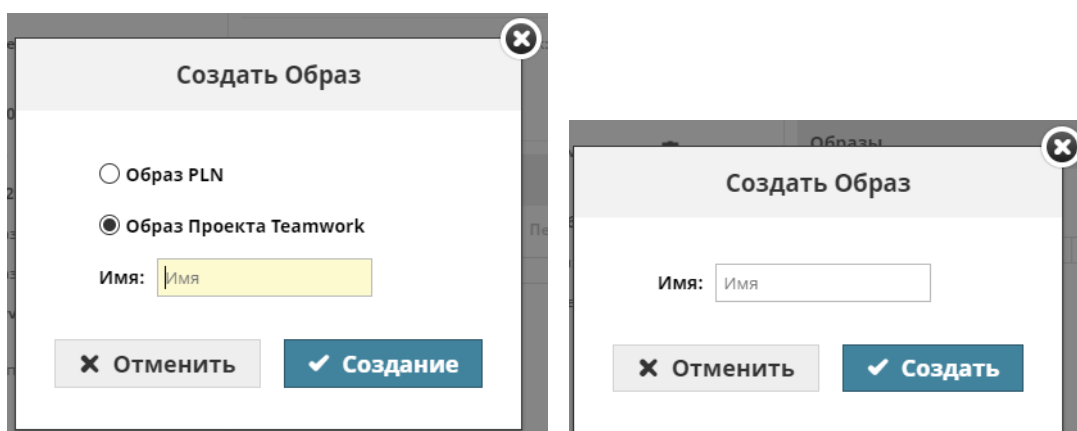 Создать Образ
Образ PLN
Образ Проекта Teamwork
Имя: Имя
Отменить Создание
Образы
Создать Образ
Имя: Имя
Отменить Создать